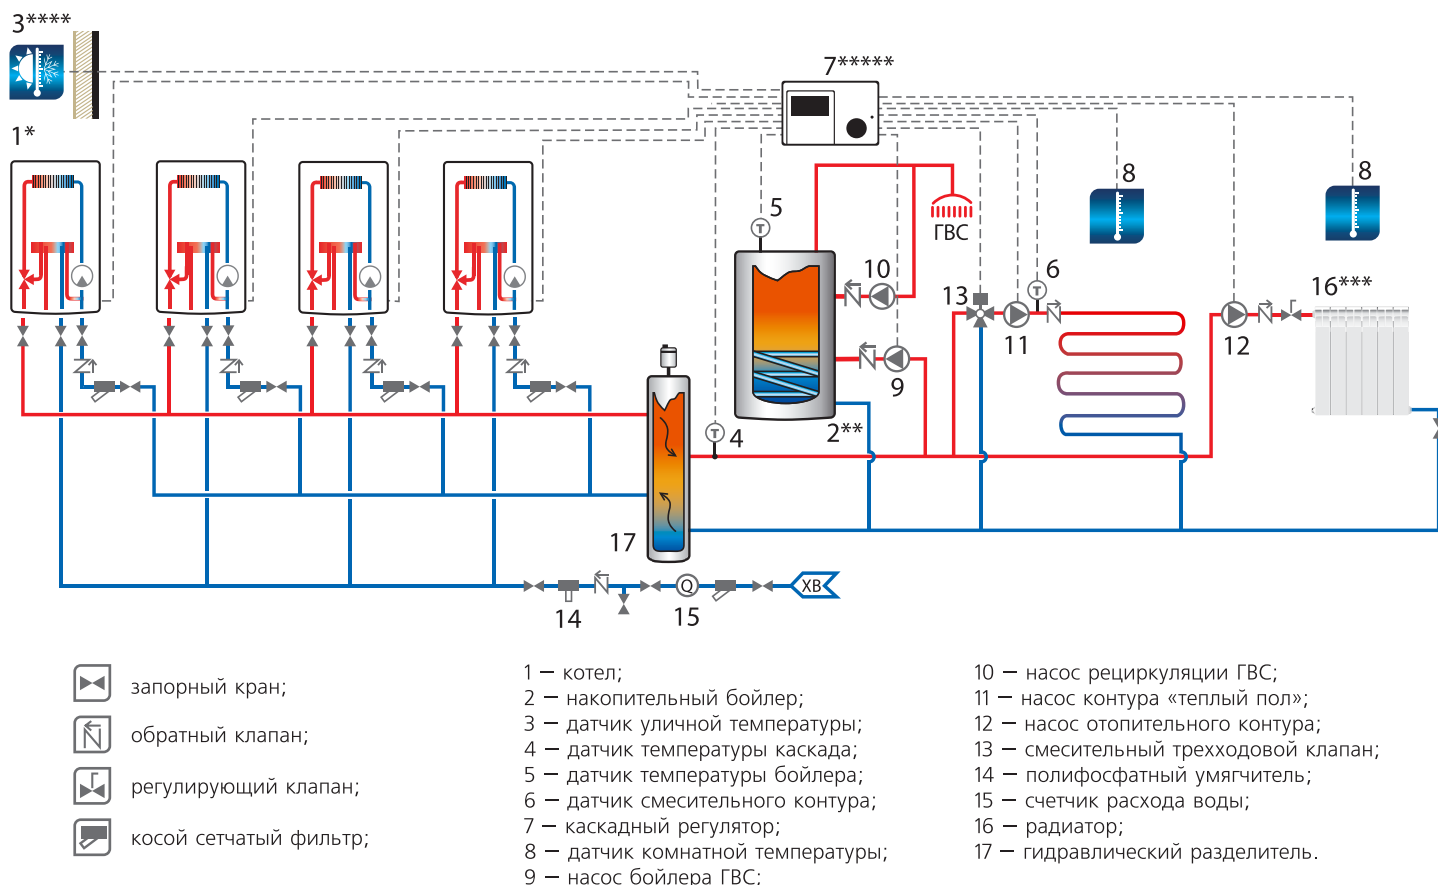 3****
1*
7*****
8
8
5
ГВС
10
6
13
16***
11
12
9
2**
4
17
14
15
Q
ХВ
T
T
T
запорный кран;
обратный клапан;
регулирующий клапан;
косой сетчатый фильтр;
1 — котел;
2 — накопительный бойлер;
3 — датчик уличной температуры;
4 — датчик температуры каскада;
5 — датчик температуры бойлера;
6 — датчик смесительного контура;
7 — каскадный регулятор;
8 — датчик комнатной температуры;
9 — насос бойлера ГВС;
10 — насос рециркуляции ГВС;
11 — насос контура «теплый пол»;
12 — насос отопительного контура;
13 — смесительный трехходовой клапан;
14 — полифосфатный умягчитель;
15 — счетчик расхода воды;
16 — радиатор;
17 — гидравлический разделитель.